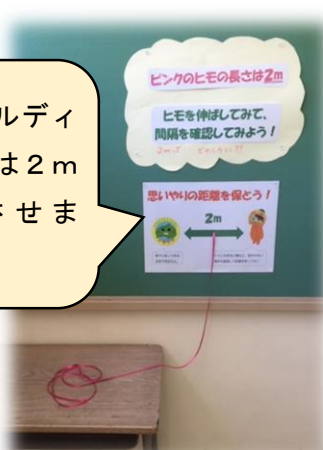 ルディ
は2m
させま
ピンクのヒモの長さは2m
ヒモを伸ばしてみて、
間隔を確認してみよう！
思いやりの距離を保とう！
2m